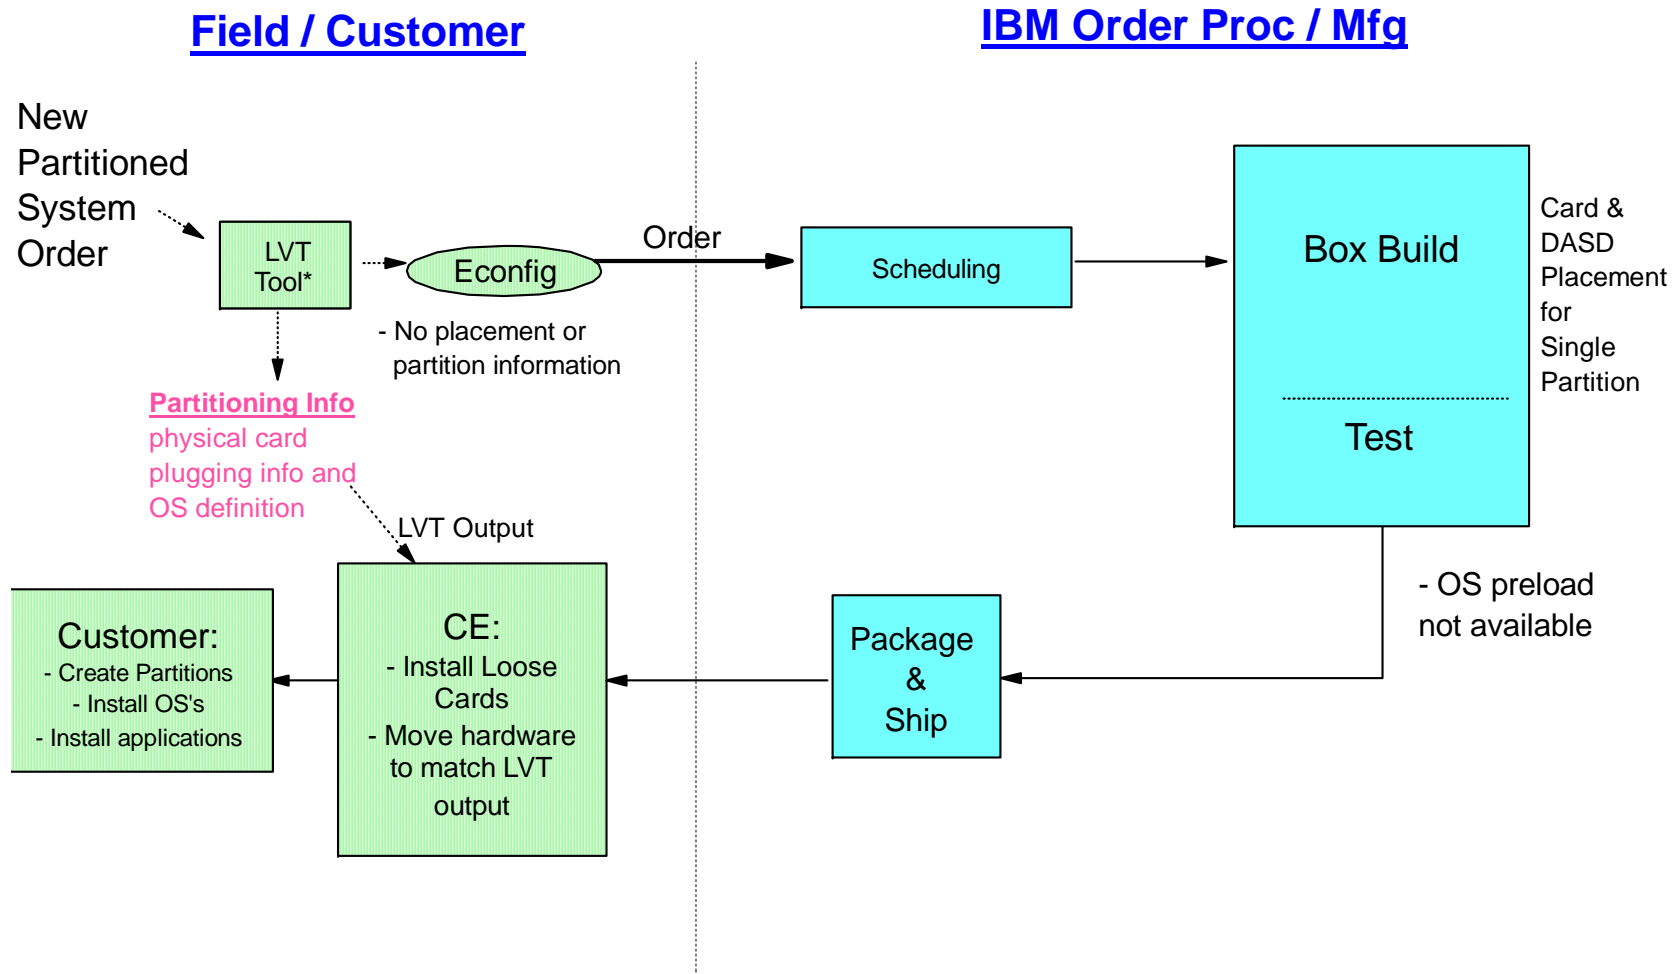 Field / Customer
IBM Order Proc / Mfg
New
Partitioned
System
Order
LVT
Tool*
Econfig
- No placement or
partition information
Order
Scheduling
Box Build
Test
Card &
DASD
Placement
for
Single
Partition
Partitioning Info
physical card
plugging info and
OS definition
LVT Output
- OS preload
not available
Customer:
- Create Partitions
- Install OS's
- Install applications
CE:
- Install Loose
Cards
- Move hardware
to match LVT
output
Package
&
Ship